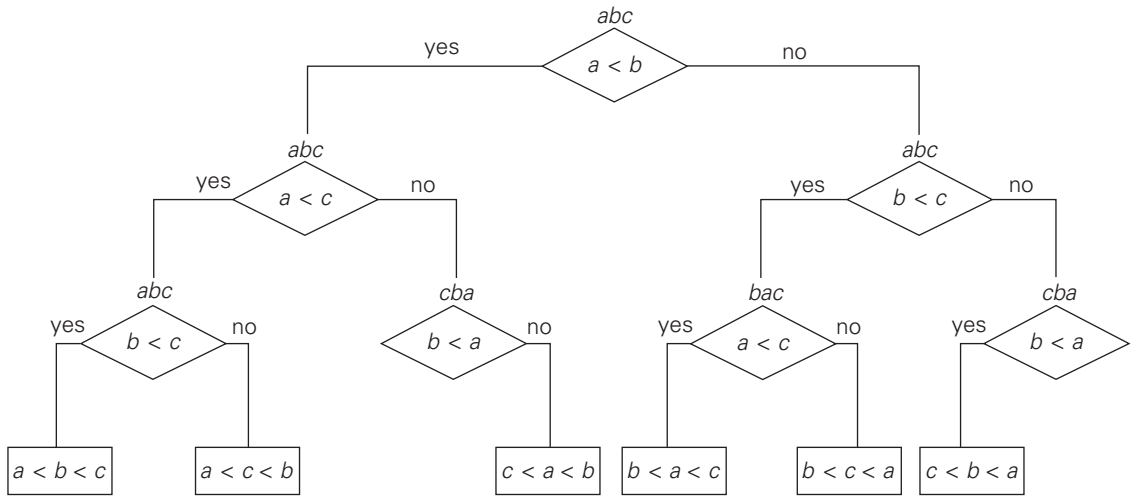 abc
yes
a < b
no
abc
abc
yes
a < c
no
yes
b < c
no
abc
cba
bac
cba
yes
b < c
no
b < a
no
yes
a < c
no
yes
b < a
a < b < c
a < c < b
c < a < b
b < a < c
b < c < a
c < b < a